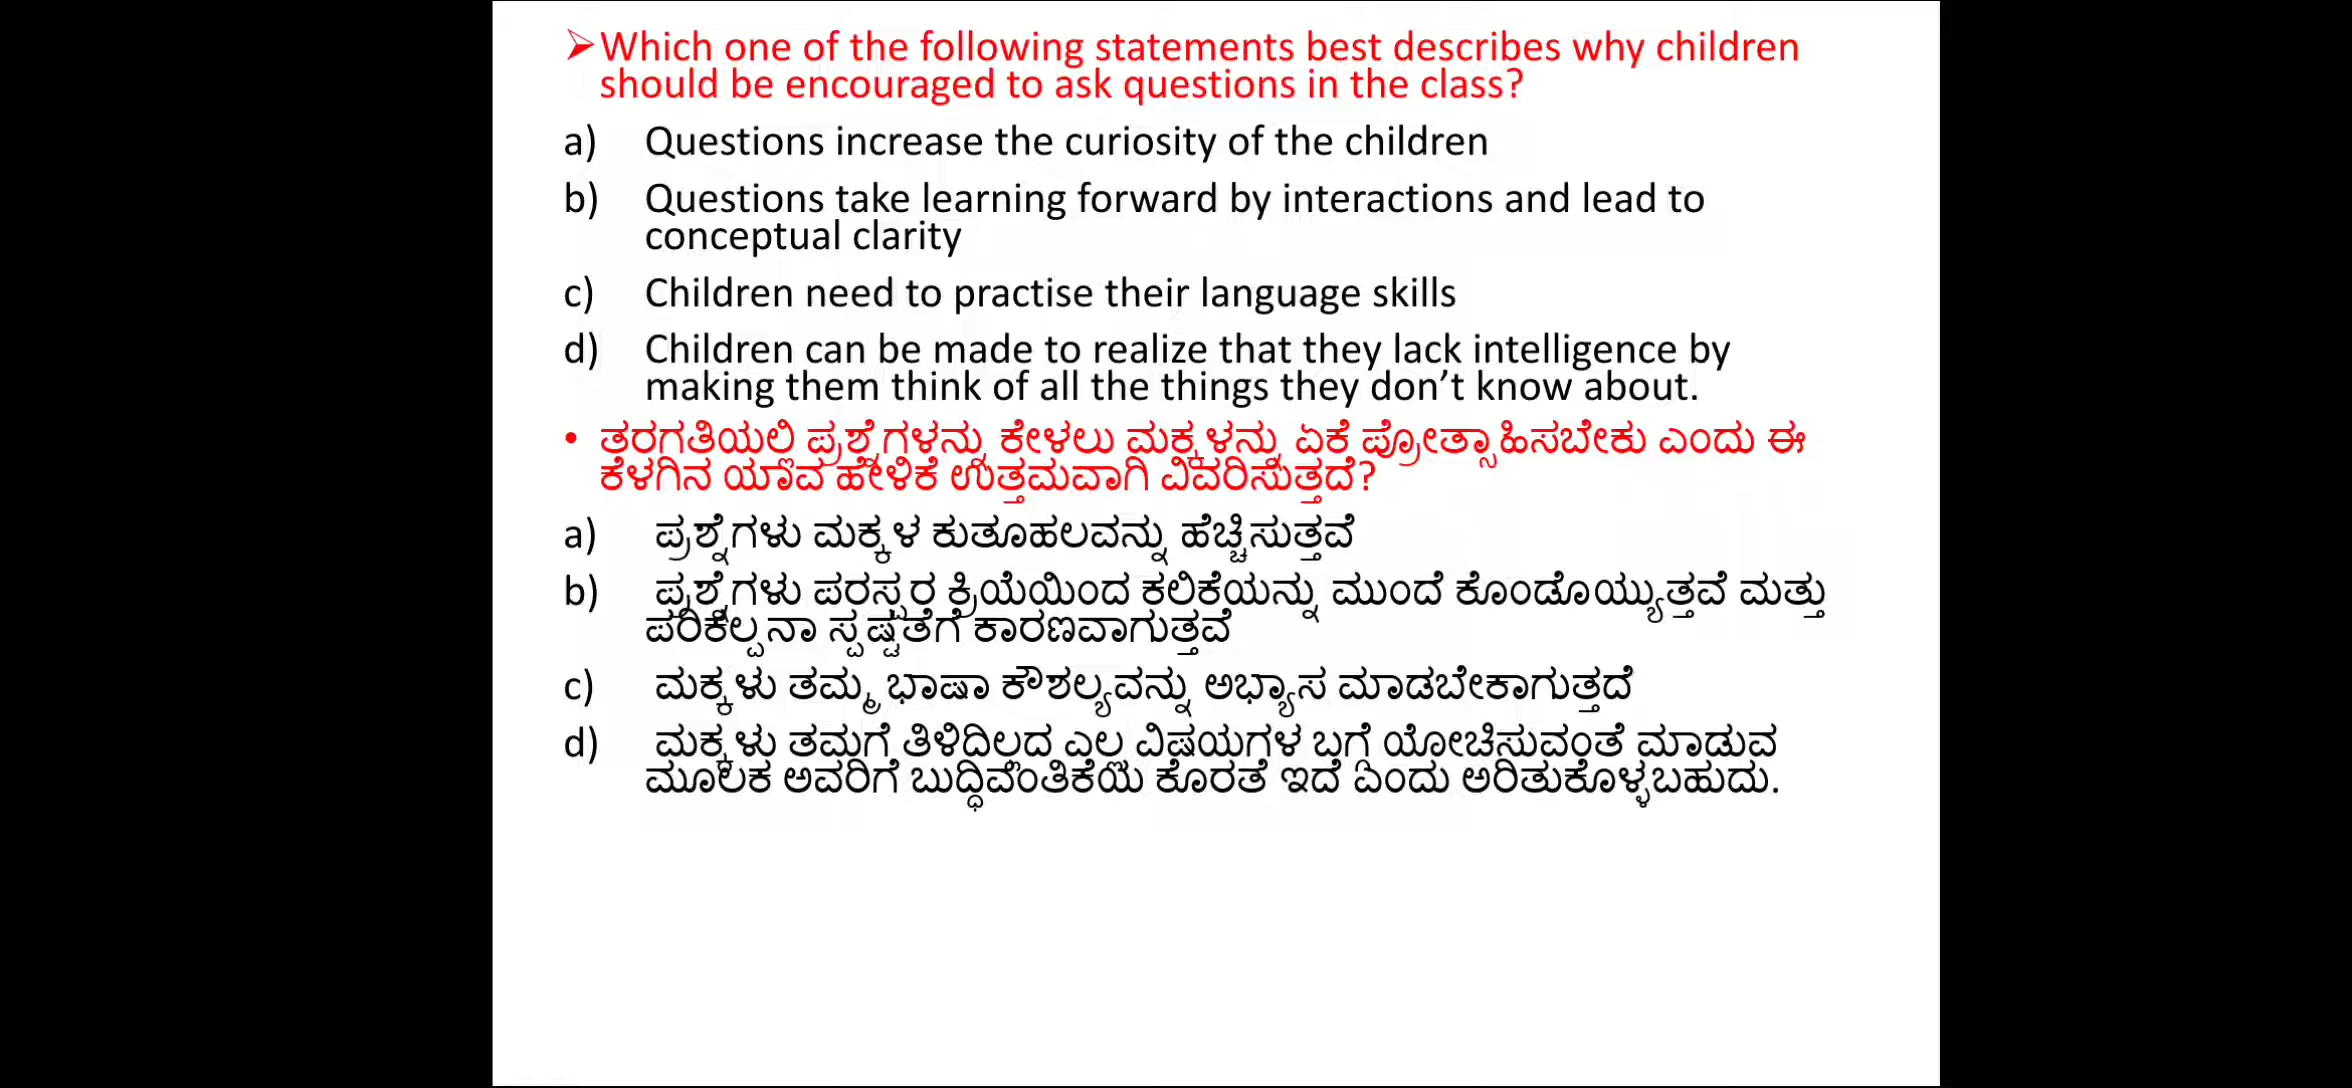 ➢Which one of the following statements best describes why children
should be encouraged to ask questions in the class?
a) Questions increase the curiosity of the children
b) Questions take learning forward by interactions and lead to
conceptual clarity
c) Children need to practise their language skills
d) Children can be made to realize that they lack intelligence by
making them think of all the things they don’t know about.
• ತರಗತಿಯಲ್ಲಿ ಪ್ರಶ್ನೆಗಳನ್ನು ಕೇಳಲು ಮಕ್ಕಳನ್ನು ಏಕೆ ಪ್ರೋತ್ಸಾಹಿಸಬೇಕು ಎಂದು ಈ
ಕೆಳಗಿನ ಯಾವ ಹೇಳಿಕೆ ಉತ್ತಮವಾಗಿ ವಿವರಿಸುತ್ತದೆ?
a) ಪ್ರಶ್ನೆಗಳು ಮಕ್ಕಳ ಕುತೂಹಲವನ್ನು ಹೆಚ್ಚಿಸುತ್ತವೆ
b) ಪ್ರಶ್ನೆಗಳು ಪರಸ್ಪರ ಕ್ರಿಯೆಯಿಂದ ಕಲಿಕೆಯನ್ನು ಮುಂದೆ ಕೊಂಡೊಯ್ಯುತ್ತವೆ ಮತ್ತು
ಪರಿಕಲ್ಪನಾ ಸ್ಪಷ್ಟತೆಗೆ ಕಾರಣವಾಗುತ್ತವೆ
c) ಮಕ್ಕಳು ತಮ್ಮ ಭಾಷಾ ಕೌಶಲ್ಯವನ್ನು ಅಭ್ಯಾಸ ಮಾಡಬೇಕಾಗುತ್ತದೆ
d) ಮಕ್ಕಳು ತಮಗೆ ತಿಳಿದಿಲ್ಲದ ಎಲ್ಲ ವಿಷಯಗಳ ಬಗ್ಗೆ ಯೋಚಿಸುವಂತೆ ಮಾಡುವ
ಮೂಲಕ ಅವರಿಗೆ ಬುದ್ಧಿವಂತಿಕೆಯ ಕೊರತೆ ಇದೆ ಎಂದು ಅರಿತುಕೊಳ್ಳಬಹುದು.